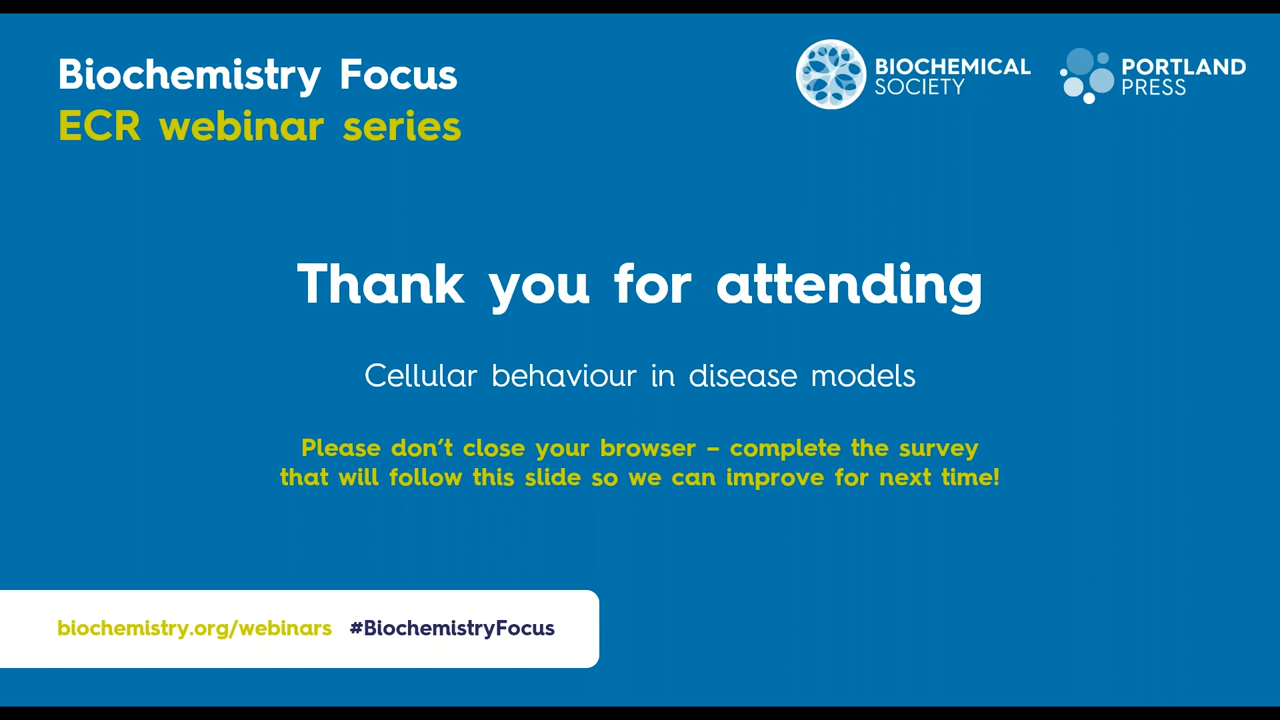 Biochemistry Focus
ECR webinar series
BIOCHEMICAL
SOCIETY
PORTLAND
PRESS
Thank you for attending
Cellular behaviour in disease models
Please don’t close your browser – complete the survey
that will follow this slide so we can improve for next time!
biochemistry.org/webinars #BiochemistryFocus